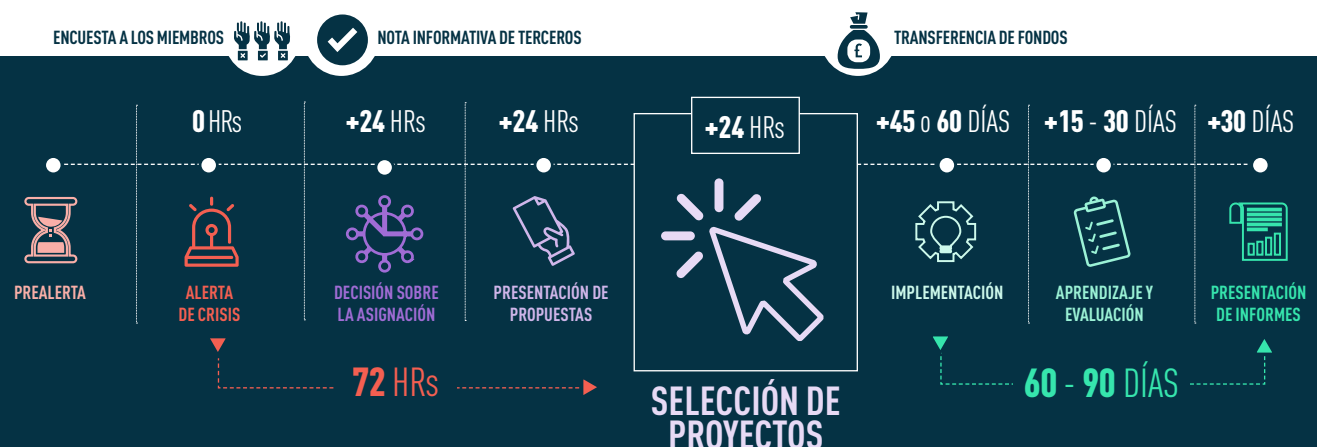 ENCUESTA A LOS MIEMBROS
NOTA INFORMATIVA DE TERCEROS
£
TRANSFERENCIA DE FONDOS
0 HRs
+24 HRs
+24 HRs
+24 HRs
+45 o 60 DÍAS
+15 - 30 DÍAS
+30 DÍAS
PREALERTA
ALERTA
DE CRISIS
DECISIÓN SOBRE
LA ASIGNACIÓN
PRESENTACIÓN DE
PROPUESTAS
IMPLEMENTACIÓN
APRENDIZAJE Y
EVALUACIÓN
PRESENTACIÓN
DE INFORMES
72 HRs
SELECCIÓN DE
PROYECTOS
60 - 90 DÍAS